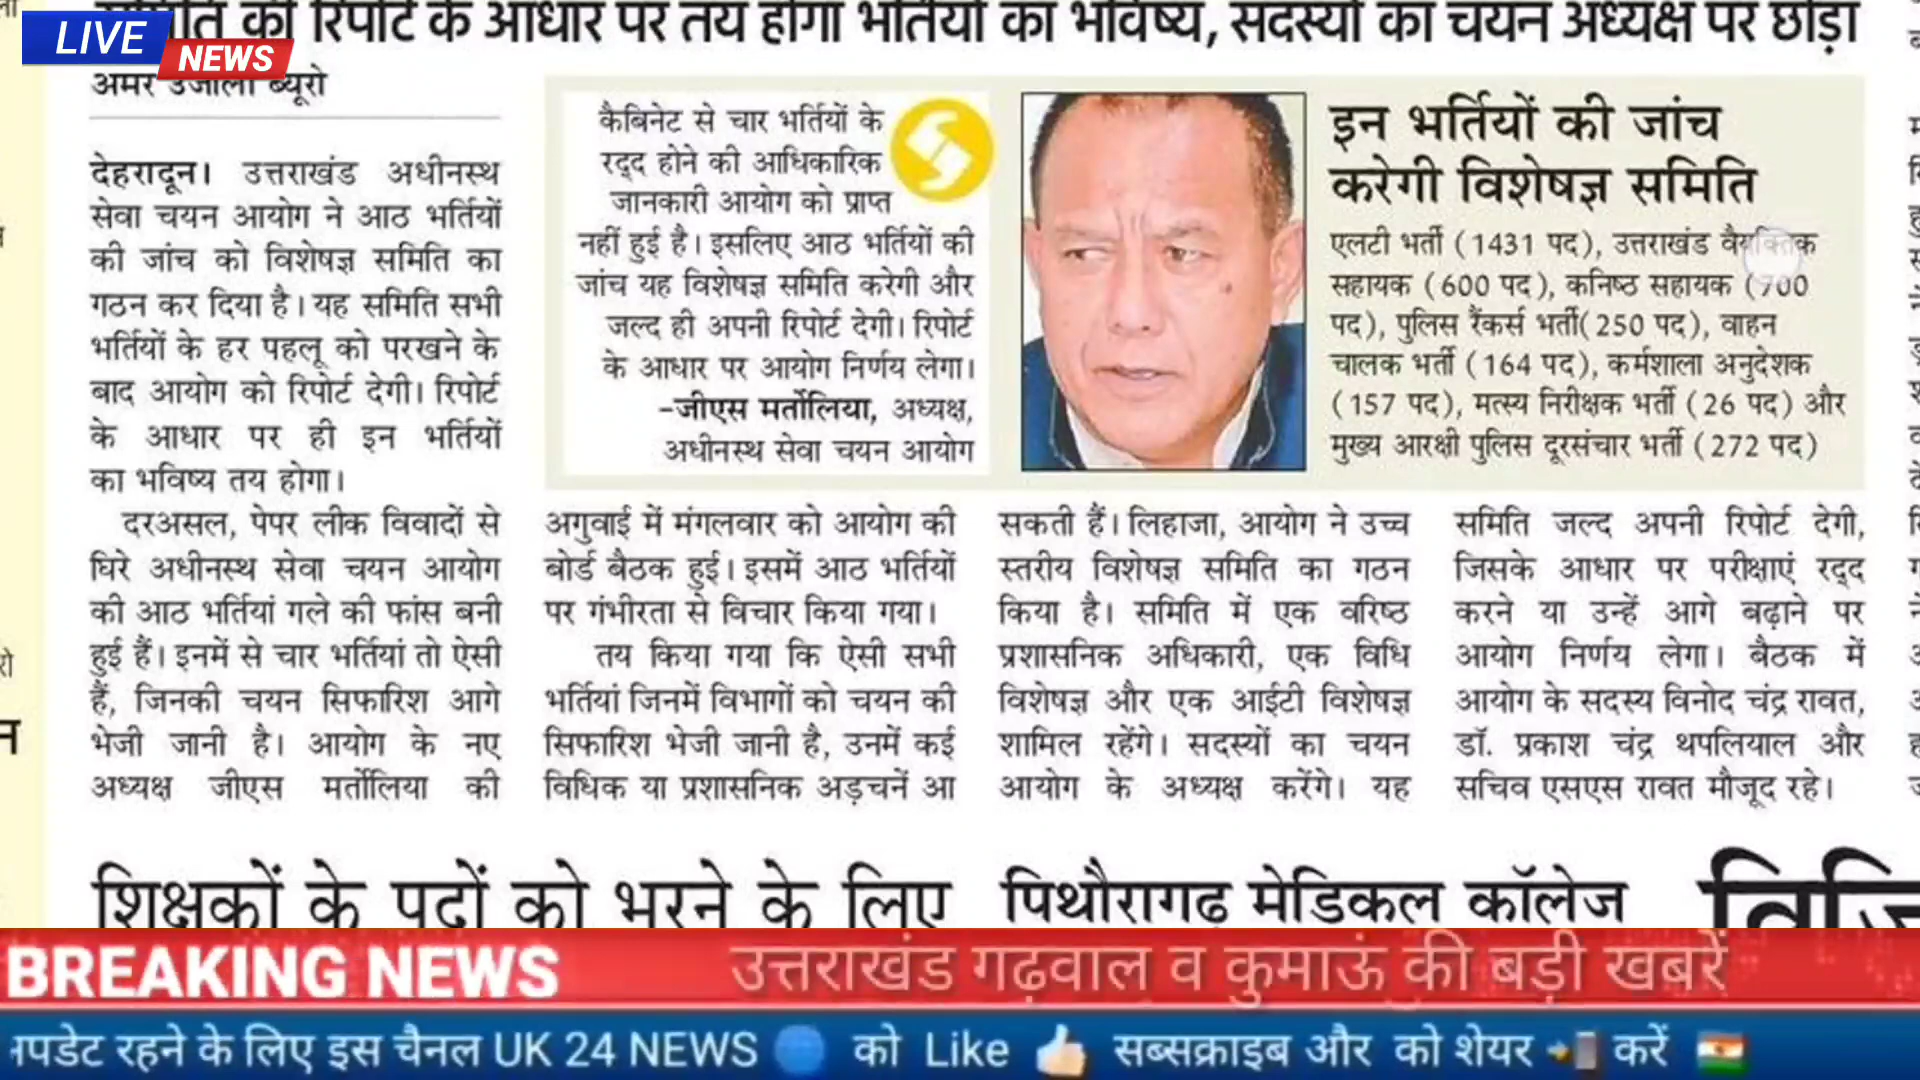 LIVE
NEWS
की रिपोर्ट के आधार पर तय होगा भर्तियों का भविष्य, सदस्यों का चयन अध्यक्ष पर छोड़ा
अमर उजाला ब्यूरो
देहरादून। उत्तराखंड अधीनस्थ
सेवा चयन आयोग ने आठ भर्तियों
की जांच को विशेषज्ञ समिति का
गठन कर दिया है। यह समिति सभी
भर्तियों के हर पहलू को परखने के
बाद आयोग को रिपोर्ट देगी। रिपोर्ट
के आधार पर ही इन भर्तियों
का भविष्य तय होगा।
दरअसल, पेपर लीक विवादों से
घिरे अधीनस्थ सेवा चयन आयोग
की आठ भर्तियां गले की फांस बनी
हुई हैं। इनमें से चार भर्तियां तो ऐसी
हैं, जिनकी चयन सिफारिश आगे
भेजी जानी है। आयोग के नए
अध्यक्ष जीएस मर्तोलिया की
कैबिनेट से चार भर्तियों के
रद्द होने की आधिकारिक
जानकारी आयोग को प्राप्त
नहीं हुई है। इसलिए आठ भर्तियों की
जांच यह विशेषज्ञ समिति करेगी और
जल्द ही अपनी रिपोर्ट देगी। रिपोर्ट
के आधार पर आयोग निर्णय लेगा।
-जीएस मर्तोलिया, अध्यक्ष,
अधीनस्थ सेवा चयन आयोग
इन भर्तियों की जांच
करेगी विशेषज्ञ समिति
एलटी भर्ती (1431 पद), उत्तराखंड वैयक्तिक
सहायक (600 पद), कनिष्ठ सहायक (700
पद), पुलिस रैंकर्स भर्ती(250 पद), वाहन
चालक भर्ती (164 पद), कर्मशाला अनुदेशक
(157 पद), मत्स्य निरीक्षक भर्ती (26 पद) और
मुख्य आरक्षी पुलिस दूरसंचार भर्ती (272 पद)
अगुवाई में मंगलवार को आयोग की
बोर्ड बैठक हुई। इसमें आठ भर्तियों
पर गंभीरता से विचार किया गया।
तय किया गया कि ऐसी सभी
भर्तियां जिनमें विभागों को चयन की
सिफारिश भेजी जानी है, उनमें कई
विधिक या प्रशासनिक अड़चनें आ
सकती हैं। लिहाजा, आयोग ने उच्च
स्तरीय विशेषज्ञ समिति का गठन
किया है। समिति में एक वरिष्ठ
प्रशासनिक अधिकारी, एक विधि
विशेषज्ञ और एक आईटी विशेषज्ञ
शामिल रहेंगे। सदस्यों का चयन
आयोग के अध्यक्ष करेंगे। यह
समिति जल्द अपनी रिपोर्ट देगी,
जिसके आधार पर परीक्षाएं रद्द
करने या उन्हें आगे बढ़ाने पर
आयोग निर्णय लेगा। बैठक में
आयोग के सदस्य विनोद चंद्र रावत,
डॉ. प्रकाश चंद्र थपलियाल और
सचिव एसएस रावत मौजूद रहे।
शिक्षकों के पदों को भरने के लिए
पिथौरागढ़ मेडिकल कॉलेज
BREAKING NEWS
उत्तराखंड गढ़वाल व कुमाऊं की बड़ी खबरें
रहने के लिए इस चैनल UK 24 NEWS को Like सब्सक्राइब और को शेयर करें